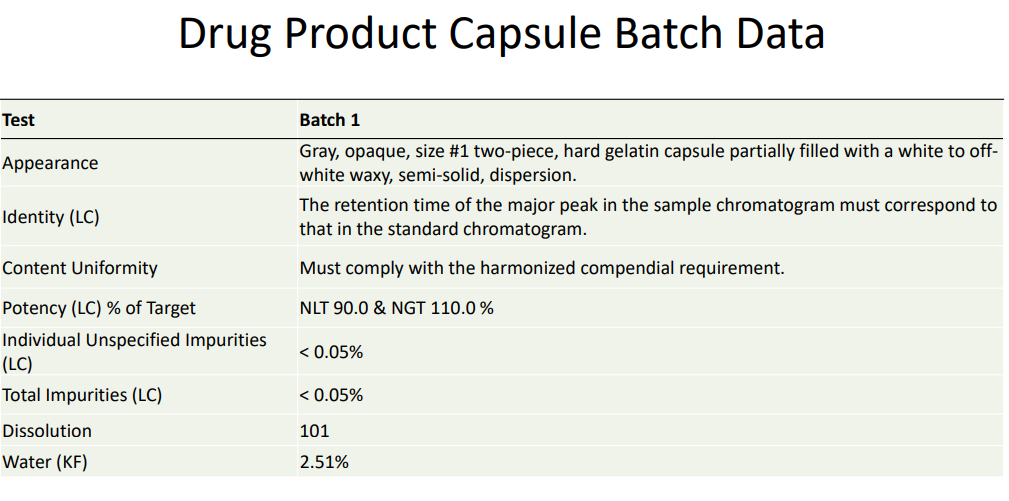 Drug Product Capsule Batch Data
Test
Batch 1
Appearance
Gray, opaque, size #1 two-piece, hard gelatin capsule partially filled with a white to off-
white waxy, semi-solid, dispersion.
Identity (LC)
The retention time of the major peak in the sample chromatogram must correspond to
that in the standard chromatogram.
Content Uniformity
Must comply with the harmonized compendial requirement.
Potency (LC) % of Target
NLT 90.0 & NGT 110.0 %
Individual Unspecified Impurities
(LC)
< 0.05%
Total Impurities (LC)
< 0.05%
Dissolution
101
Water (KF)
2.51%